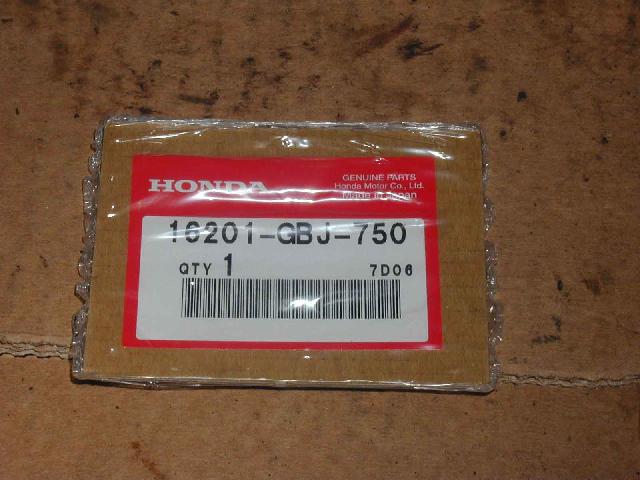 HONDA
GENUINE PARTS
Honda Motor Co., Ltd.
Made in Japan
16201-GBJ-750
QTY 1 7D06